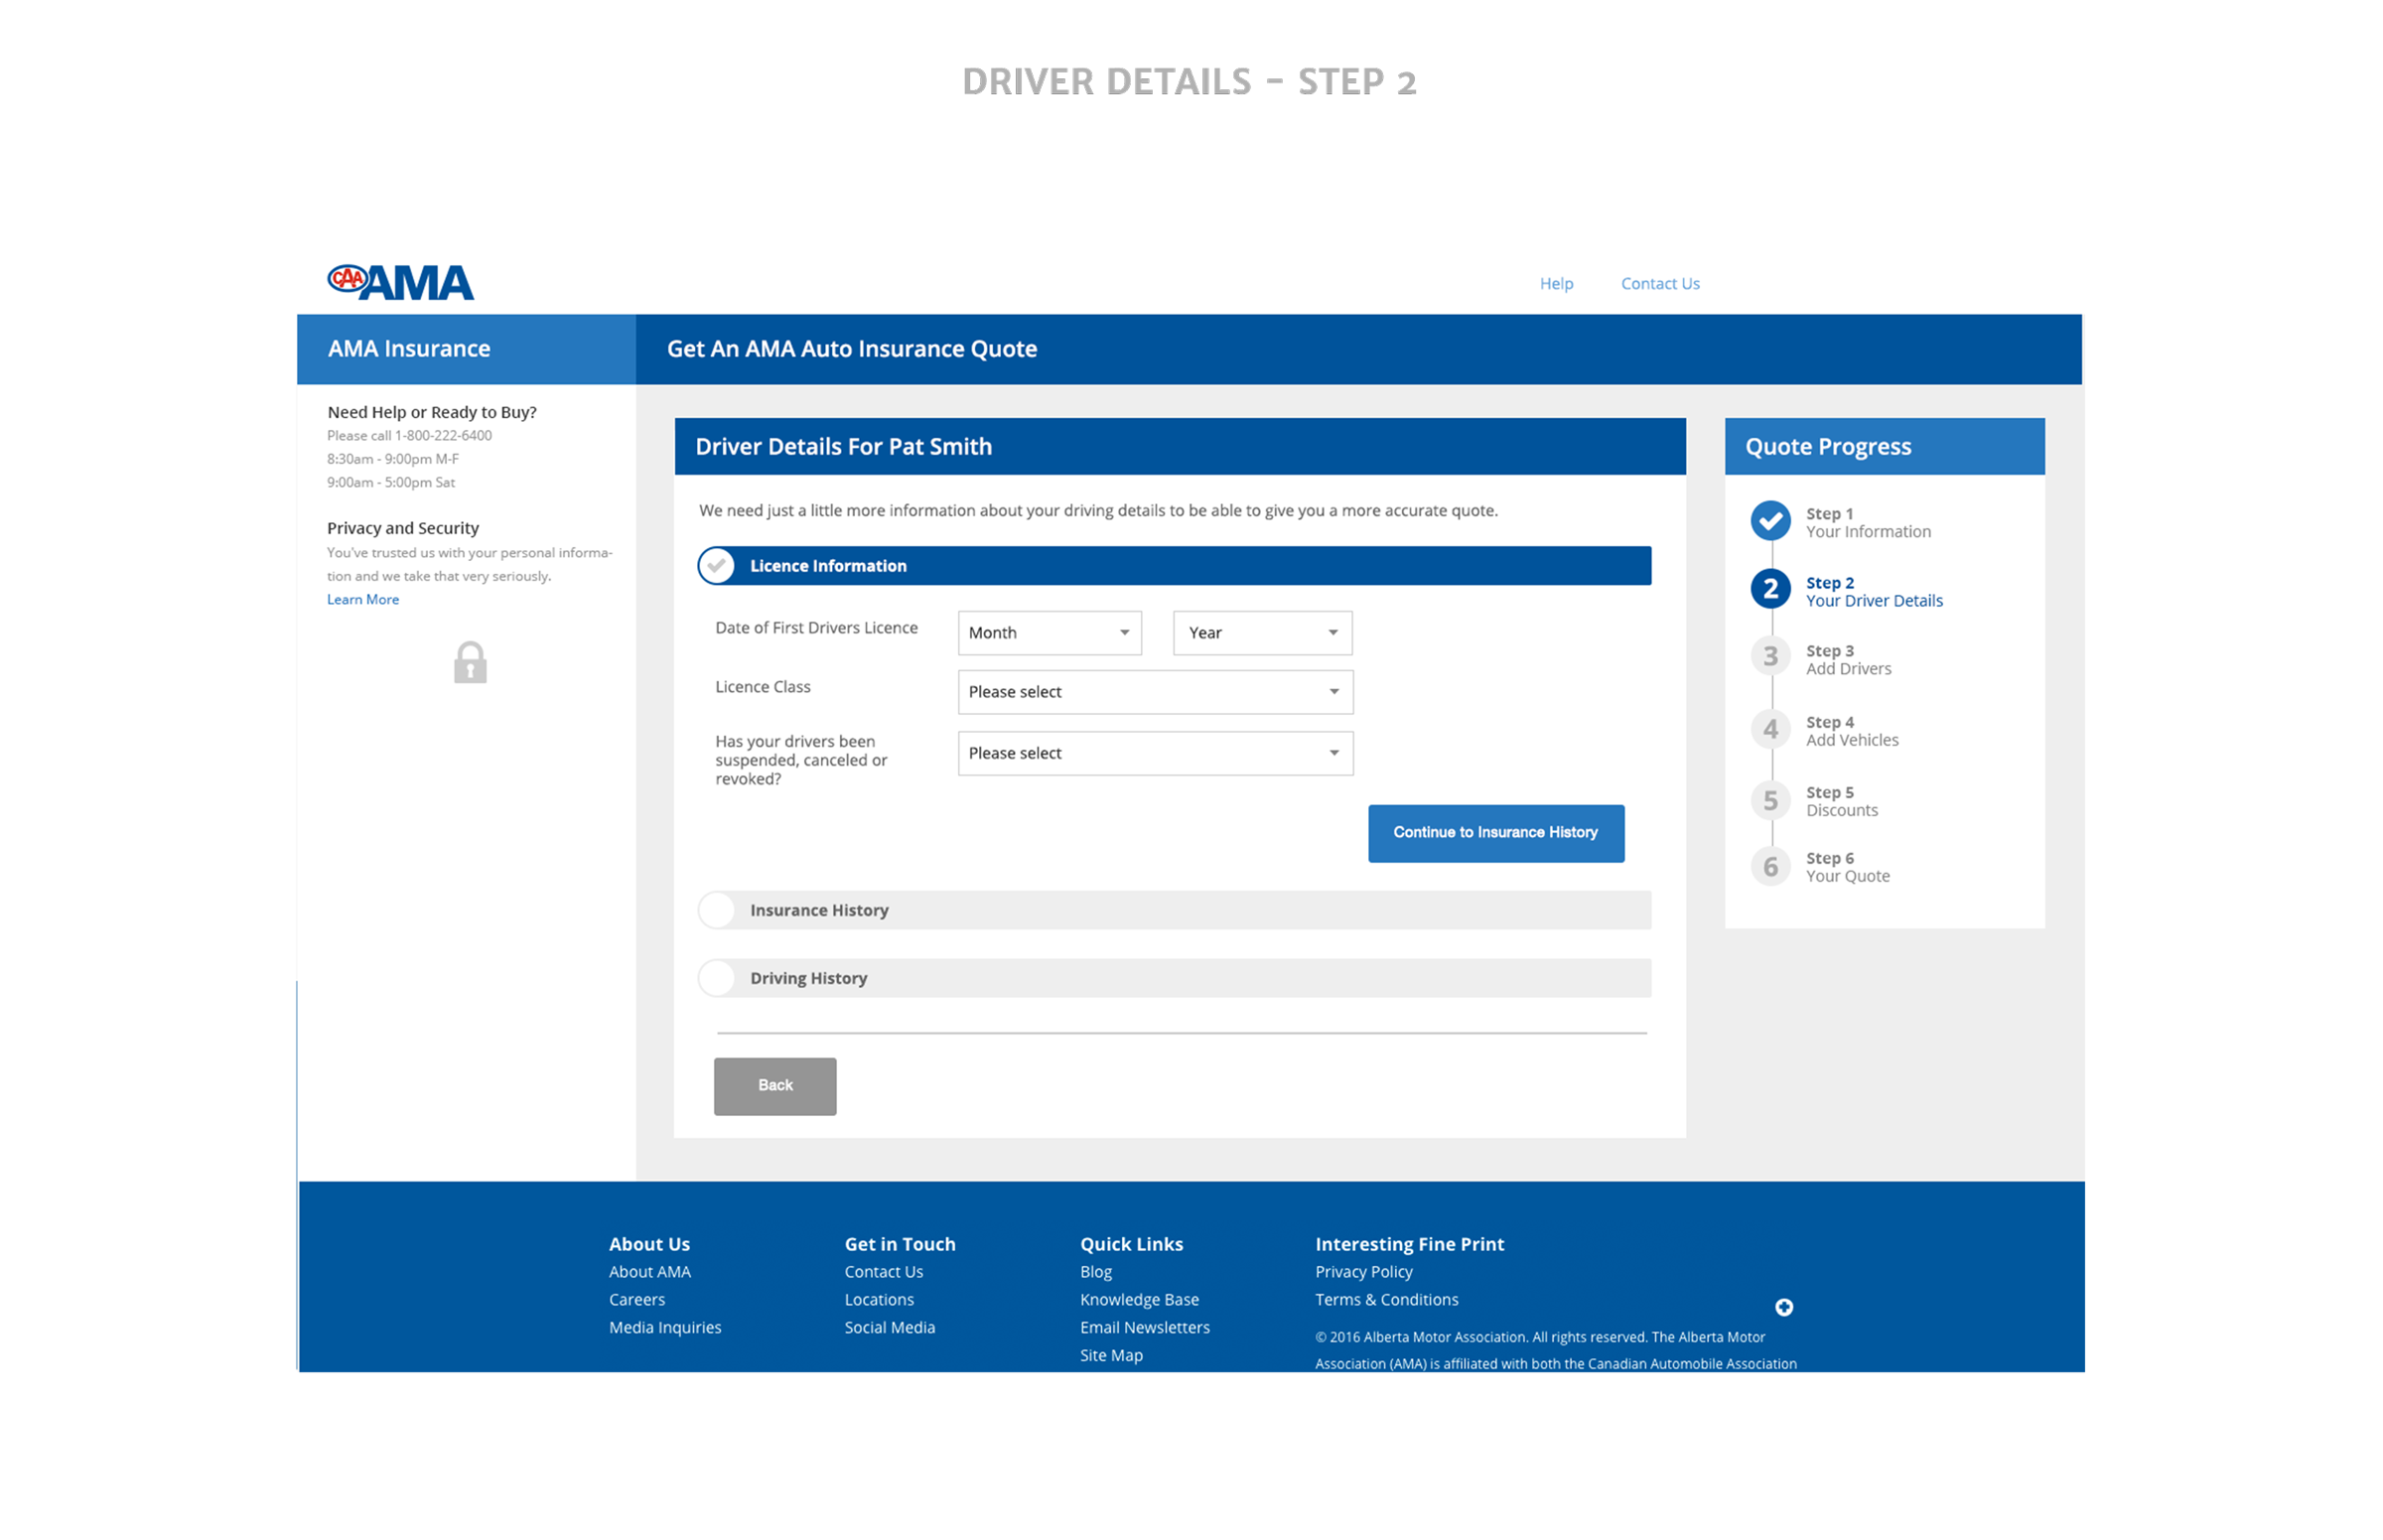 DRIVER DETAILS - STEP 2
CAA AMA
Help
Contact Us
AMA Insurance
Get An AMA Auto Insurance Quote
Need Help or Ready to Buy?
Please call 1-800-222-6400
8:30am - 9:00pm M-F
9:00am - 5:00pm Sat
Privacy and Security
You've trusted us with your personal informa-
tion and we take that very seriously.
Learn More
Driver Details For Pat Smith
We need just a little more information about your driving details to be able to give you a more accurate quote.
Licence Information
Date of First Drivers Licence
Month
Year
Licence Class
Please select
Has your drivers been
suspended, canceled or
revoked?
Please select
Continue to Insurance History
Insurance History
Driving History
Back
Quote Progress
Step 1
Your Information
2
Step 2
Your Driver Details
3
Step 3
Add Drivers
4
Step 4
Add Vehicles
5
Step 5
Discounts
6
Step 6
Your Quote
About Us
About AMA
Careers
Media Inquiries
Get in Touch
Contact Us
Locations
Social Media
Quick Links
Blog
Knowledge Base
Email Newsletters
Site Map
Interesting Fine Print
Privacy Policy
Terms & Conditions
© 2016 Alberta Motor Association. All rights reserved. The Alberta Motor
Association (AMA) is affiliated with both the Canadian Automobile Association